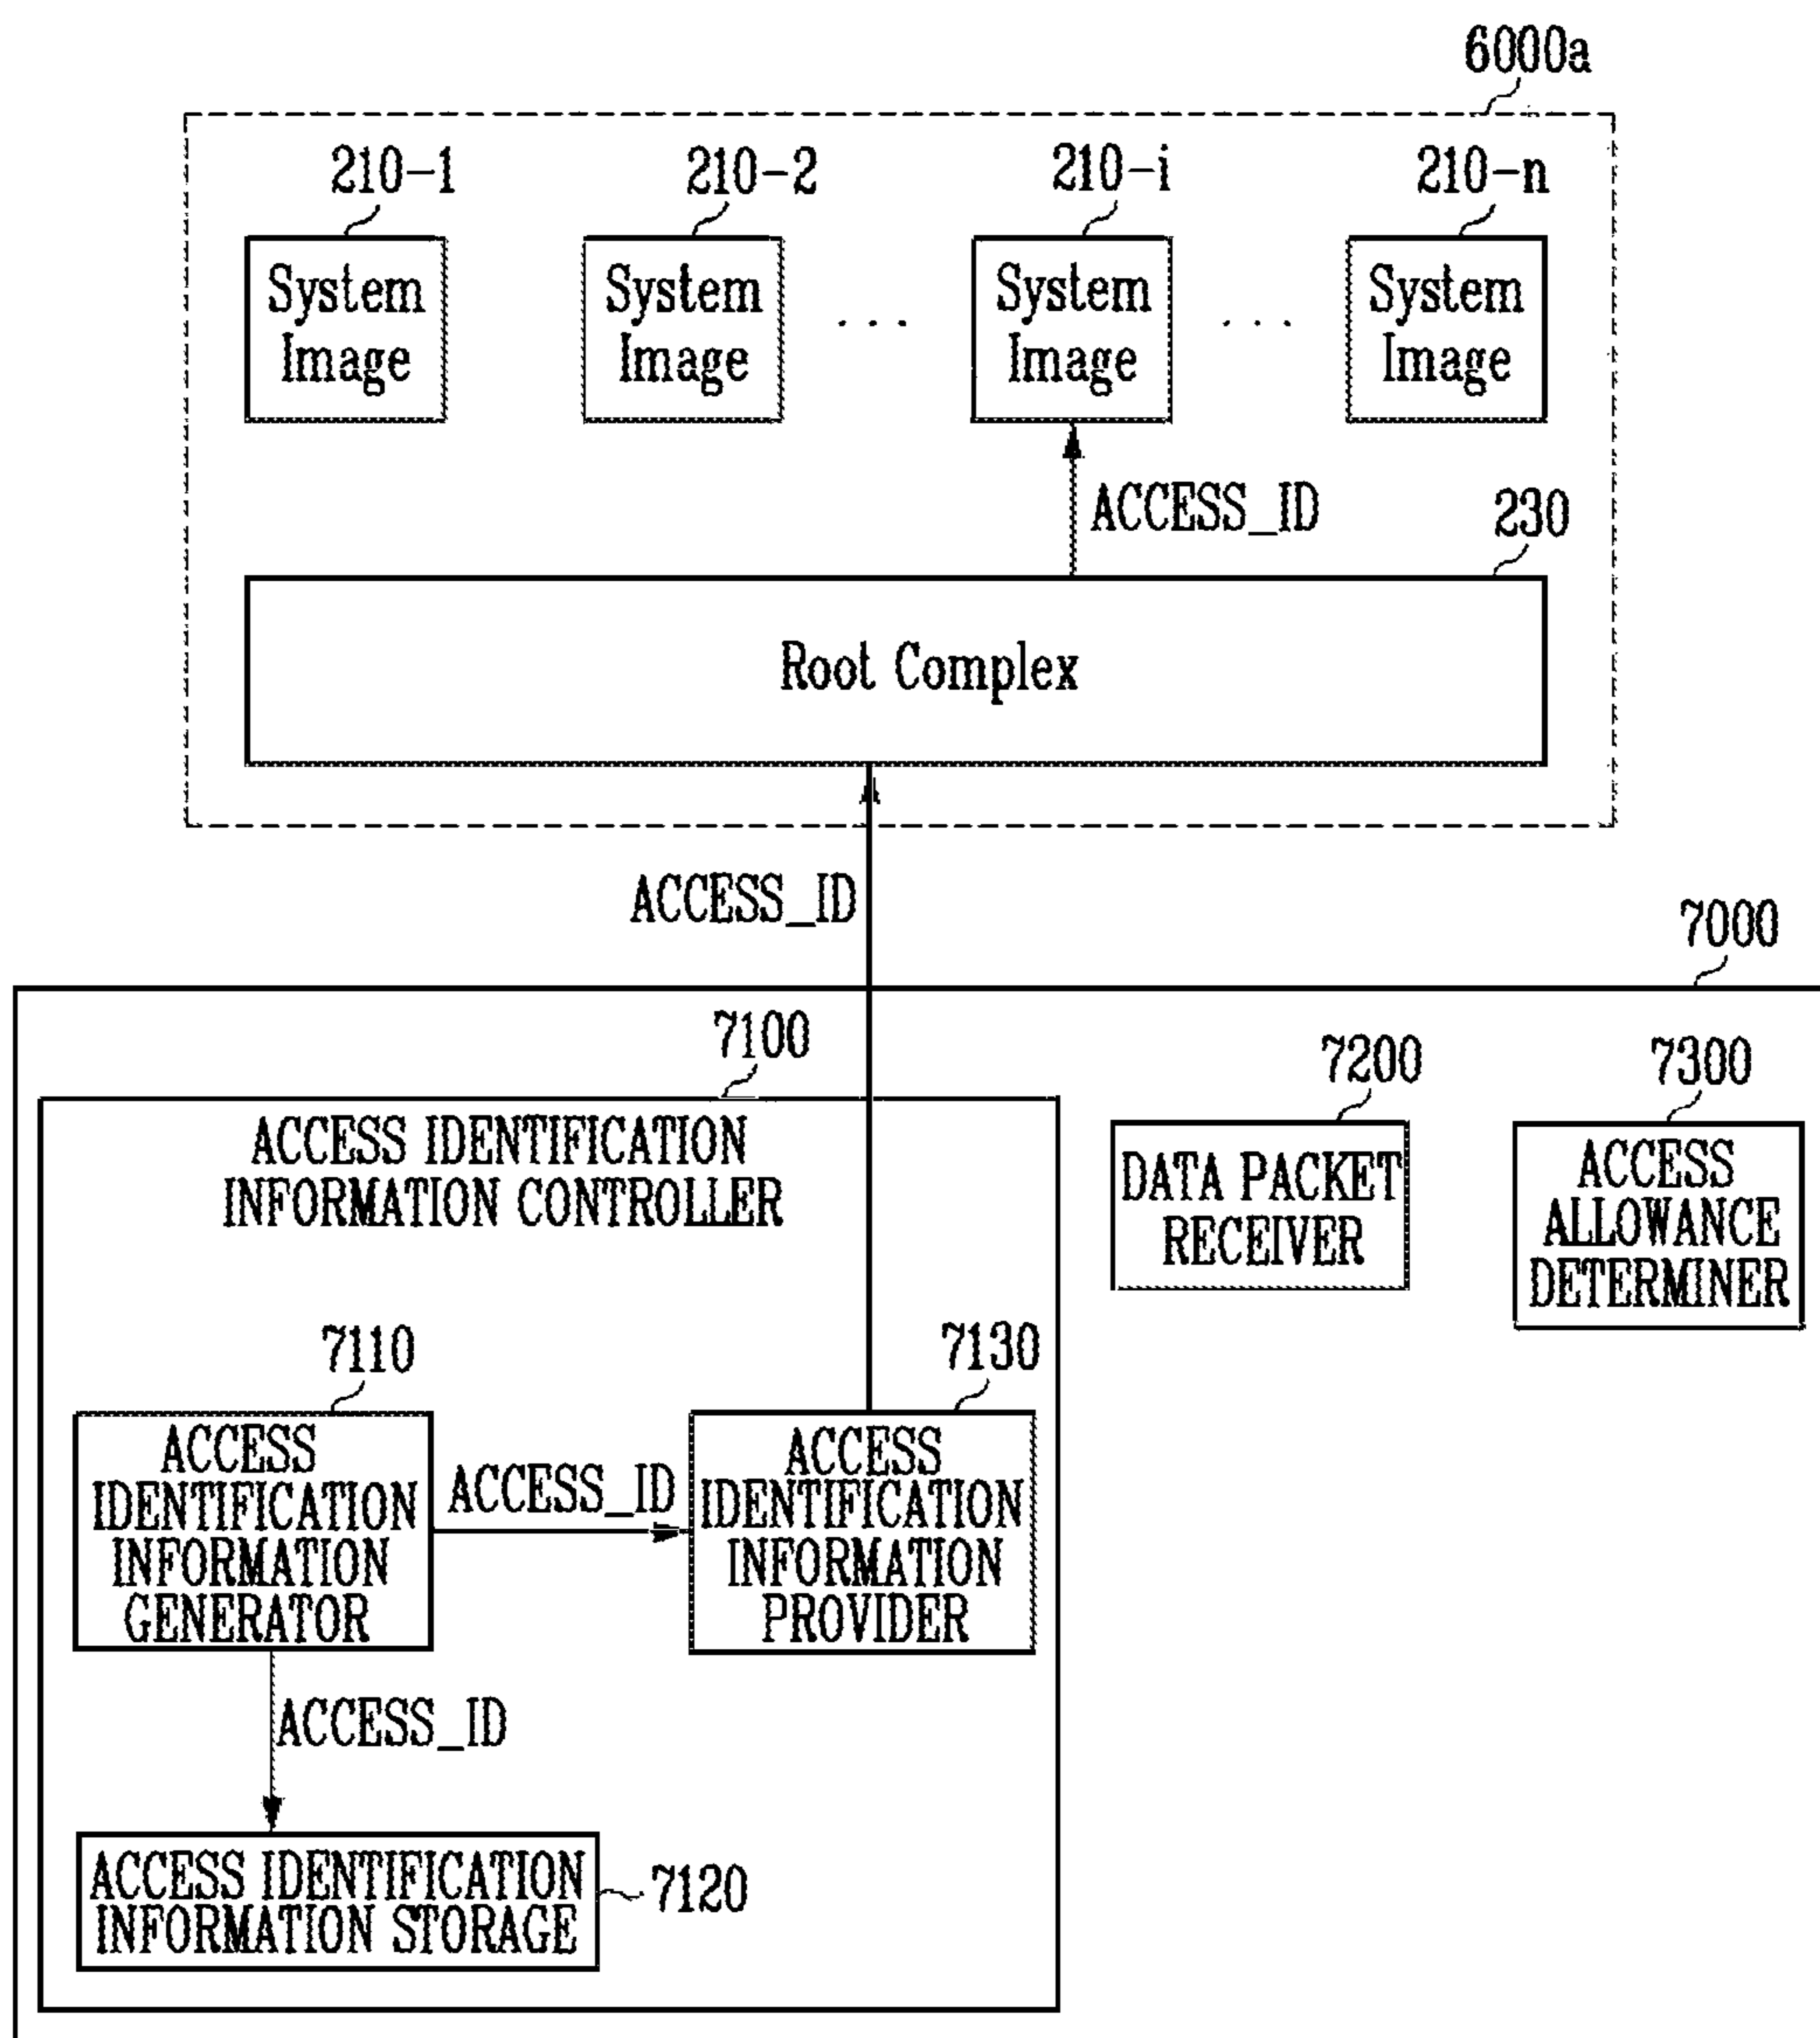 6000a
210-1
210-2
210-i
210-n
System
Image
System
Image
...
System
Image
...
System
Image
ACCESS_ID
230
Root Complex
ACCESS_ID
7000
7100
7200
7300
ACCESS IDENTIFICATION
INFORMATION CONTROLLER
DATA PACKET
RECEIVER
ACCESS
ALLOWANCE
DETERMINER
7110
7130
ACCESS
IDENTIFICATION
INFORMATION
GENERATOR
ACCESS_ID
ACCESS
IDENTIFICATION
INFORMATION
PROVIDER
ACCESS_ID
ACCESS IDENTIFICATION
INFORMATION STORAGE
7120